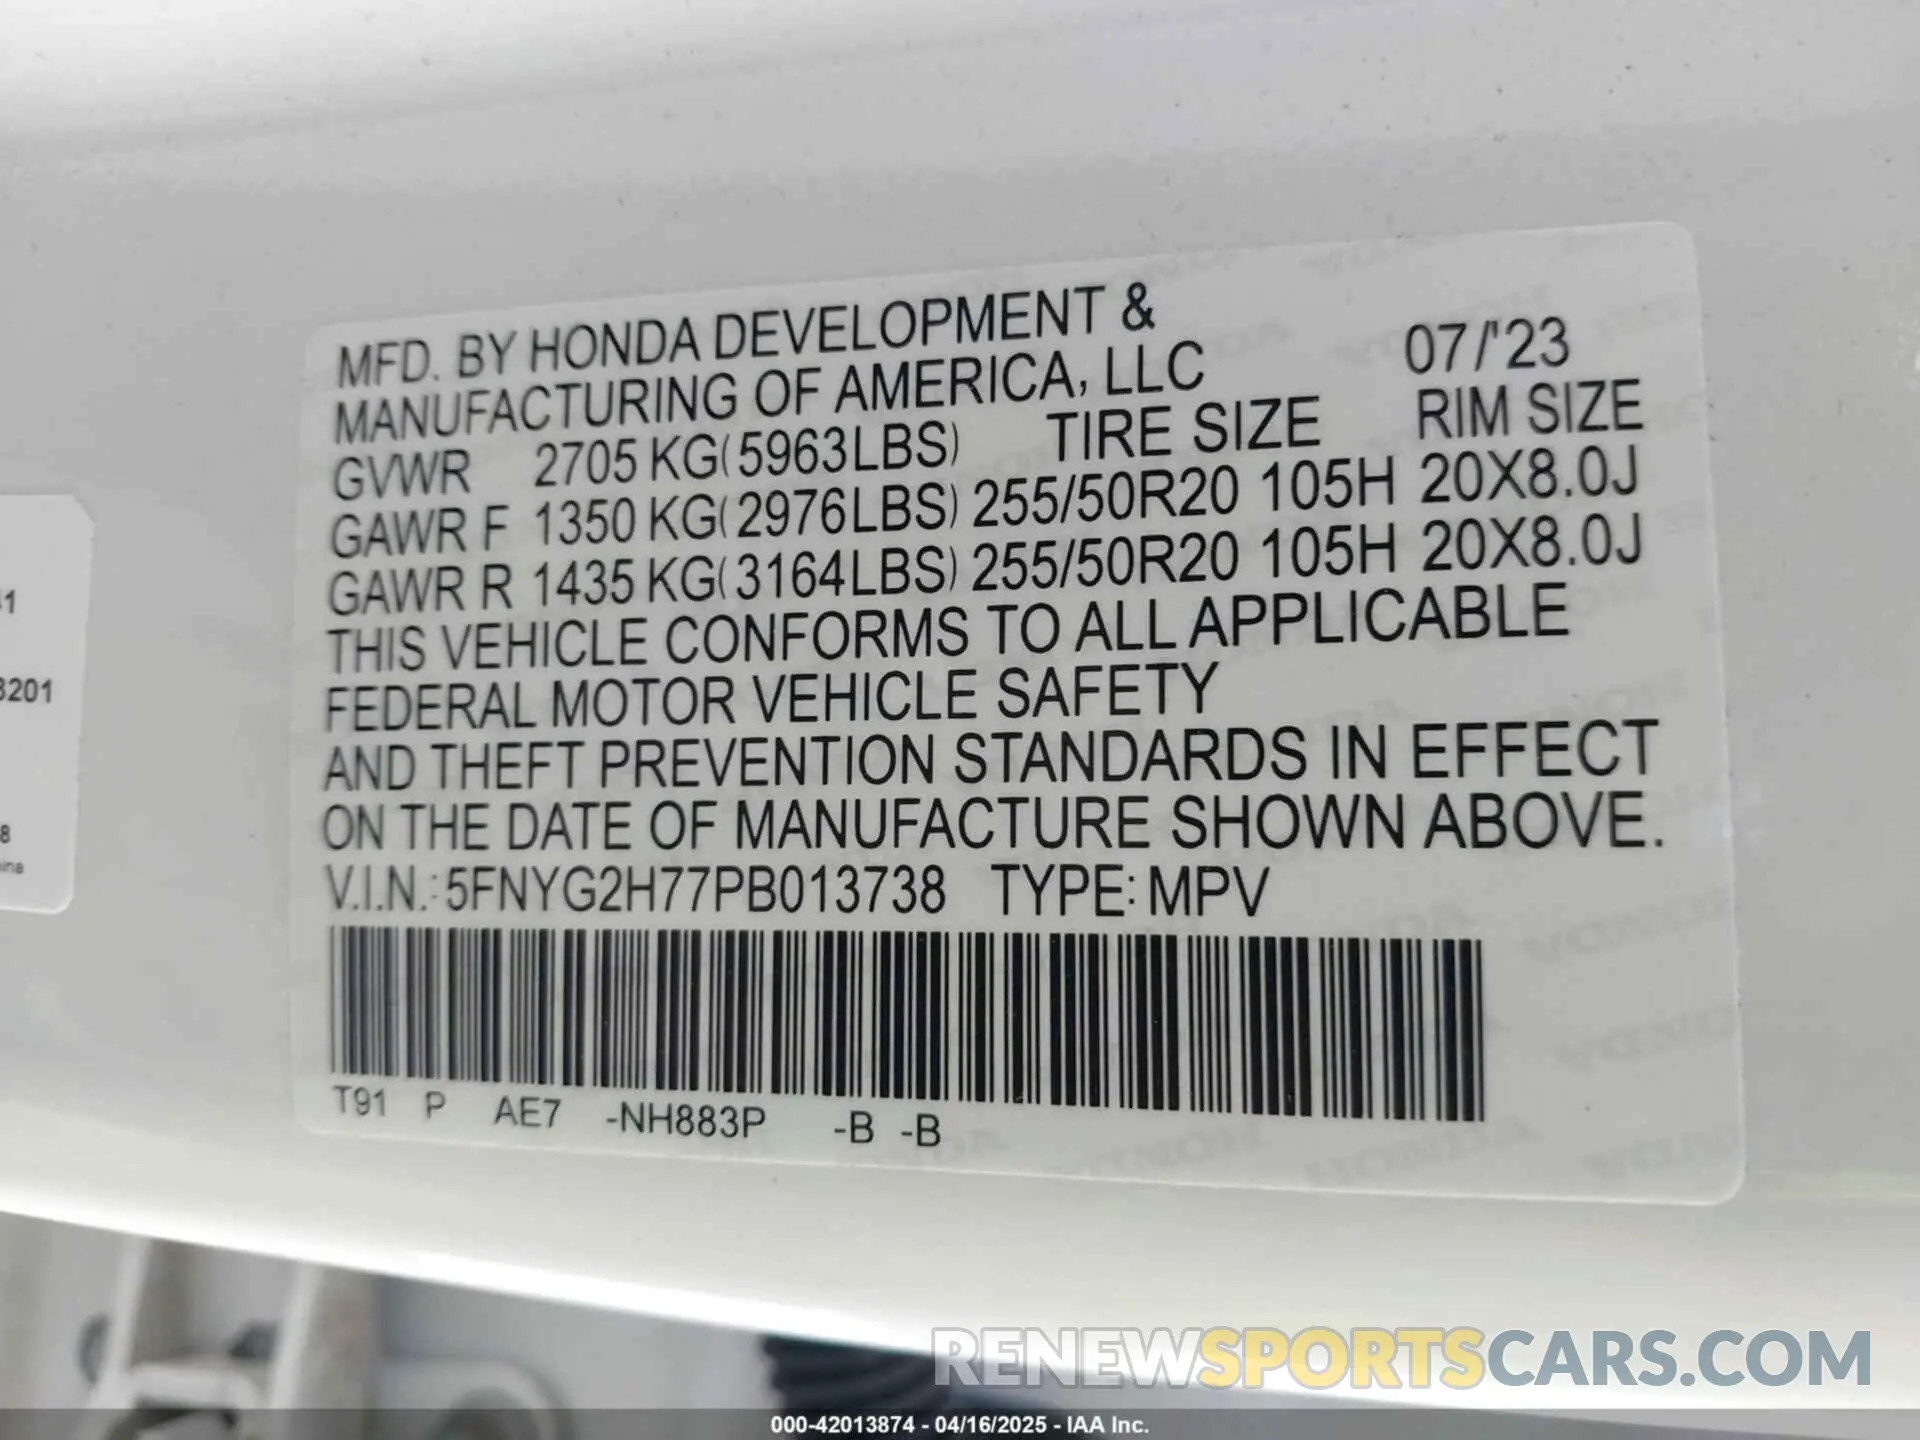 MFD. BY HONDA DEVELOPMENT &
MANUFACTURING OF AMERICA, LLC 07/'23
GVWR 2705 KG(5963LBS) TIRE SIZE RIM SIZE
GAWR F 1350 KG(2976LBS) 255/50R20 105H 20X8.0J
GAWR R 1435 KG(3164LBS) 255/50R20 105H 20X8.0J
THIS VEHICLE CONFORMS TO ALL APPLICABLE
FEDERAL MOTOR VEHICLE SAFETY
AND THEFT PREVENTION STANDARDS IN EFFECT
ON THE DATE OF MANUFACTURE SHOWN ABOVE.
V.I.N.: 5FNYG2H77PB013738 TYPE: MPV
T91 P AE7 -NH883P -B -B
3201
8
RENEWSPORTSCARS.COM
000-42013874 - 04/16/2025 - IAA Inc.